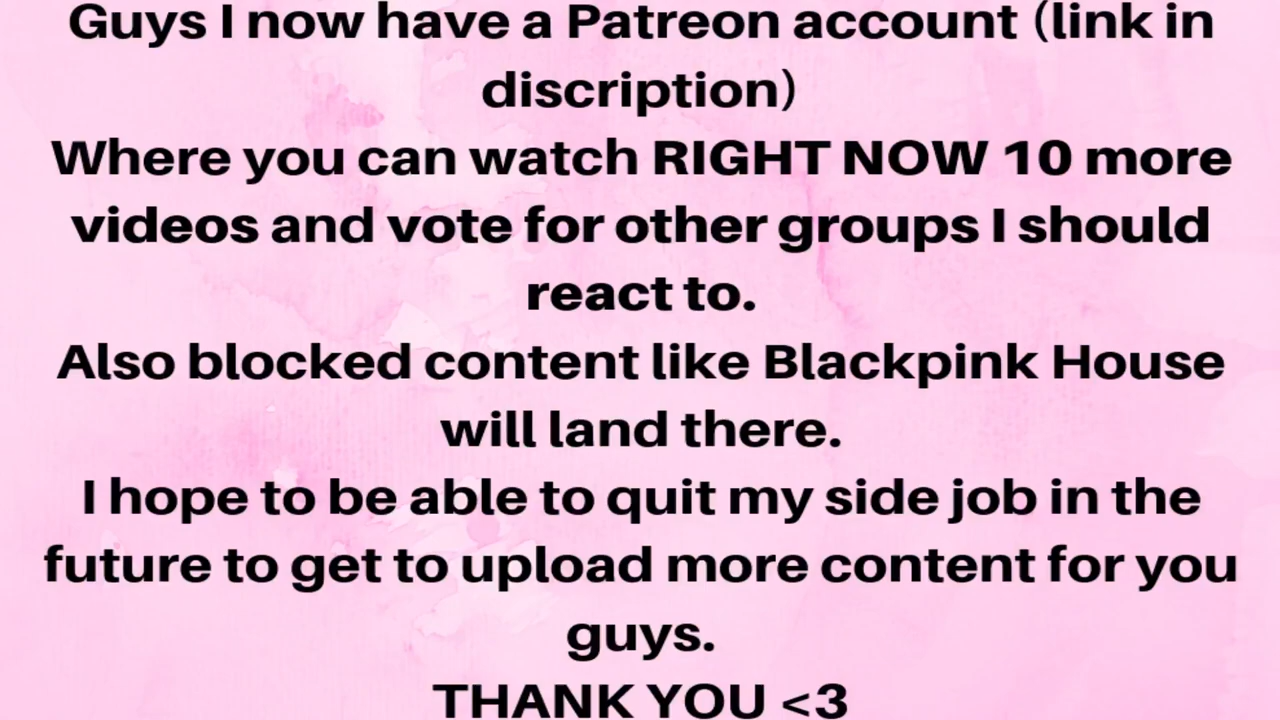 Guys I now have a Patreon account (link in
discription)
Where you can watch RIGHT NOW 10 more
videos and vote for other groups I should
react to.
Also blocked content like Blackpink House
will land there.
I hope to be able to quit my side job in the
future to get to upload more content for you
guys.
THANK YOU <3